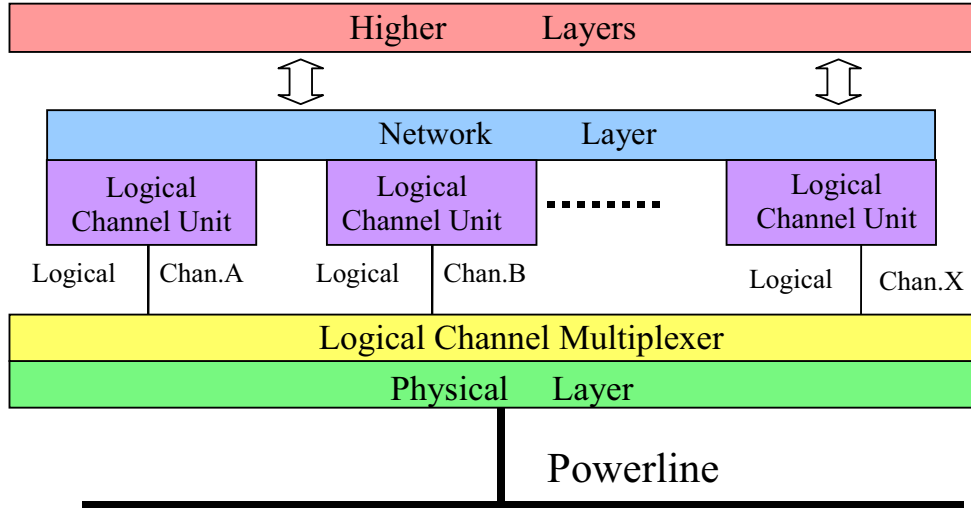 Higher Layers
Network Layer
Logical
Channel Unit
Logical
Channel Unit
Logical
Channel Unit
Logical Chan.A
Logical Chan.B
Logical Chan.X
Logical Channel Multiplexer
Physical Layer
Powerline